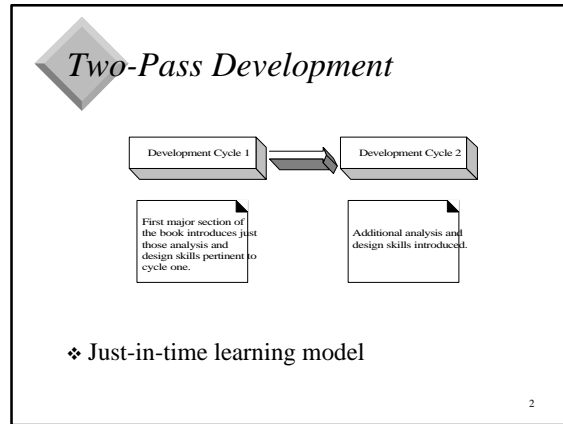 Two-Pass Development
Development Cycle 1
Development Cycle 2
First major section of
the book introduces just
those analysis and
design skills pertinent to
cycle one.
Additional analysis and
design skills introduced.
❖ Just-in-time learning model
2